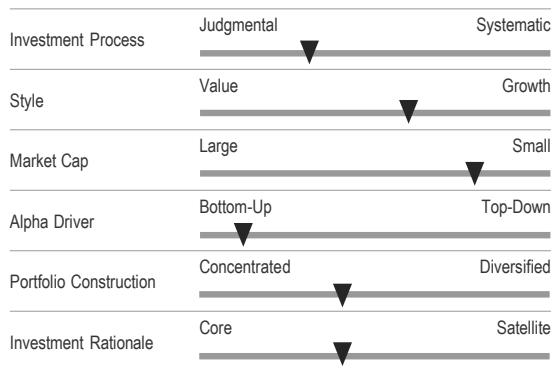 Judgmental Systematic
Investment Process
Value Growth
Style
Large Small
Market Cap
Bottom-Up Top-Down
Alpha Driver
Concentrated Diversified
Portfolio Construction
Core Satellite
Investment Rationale